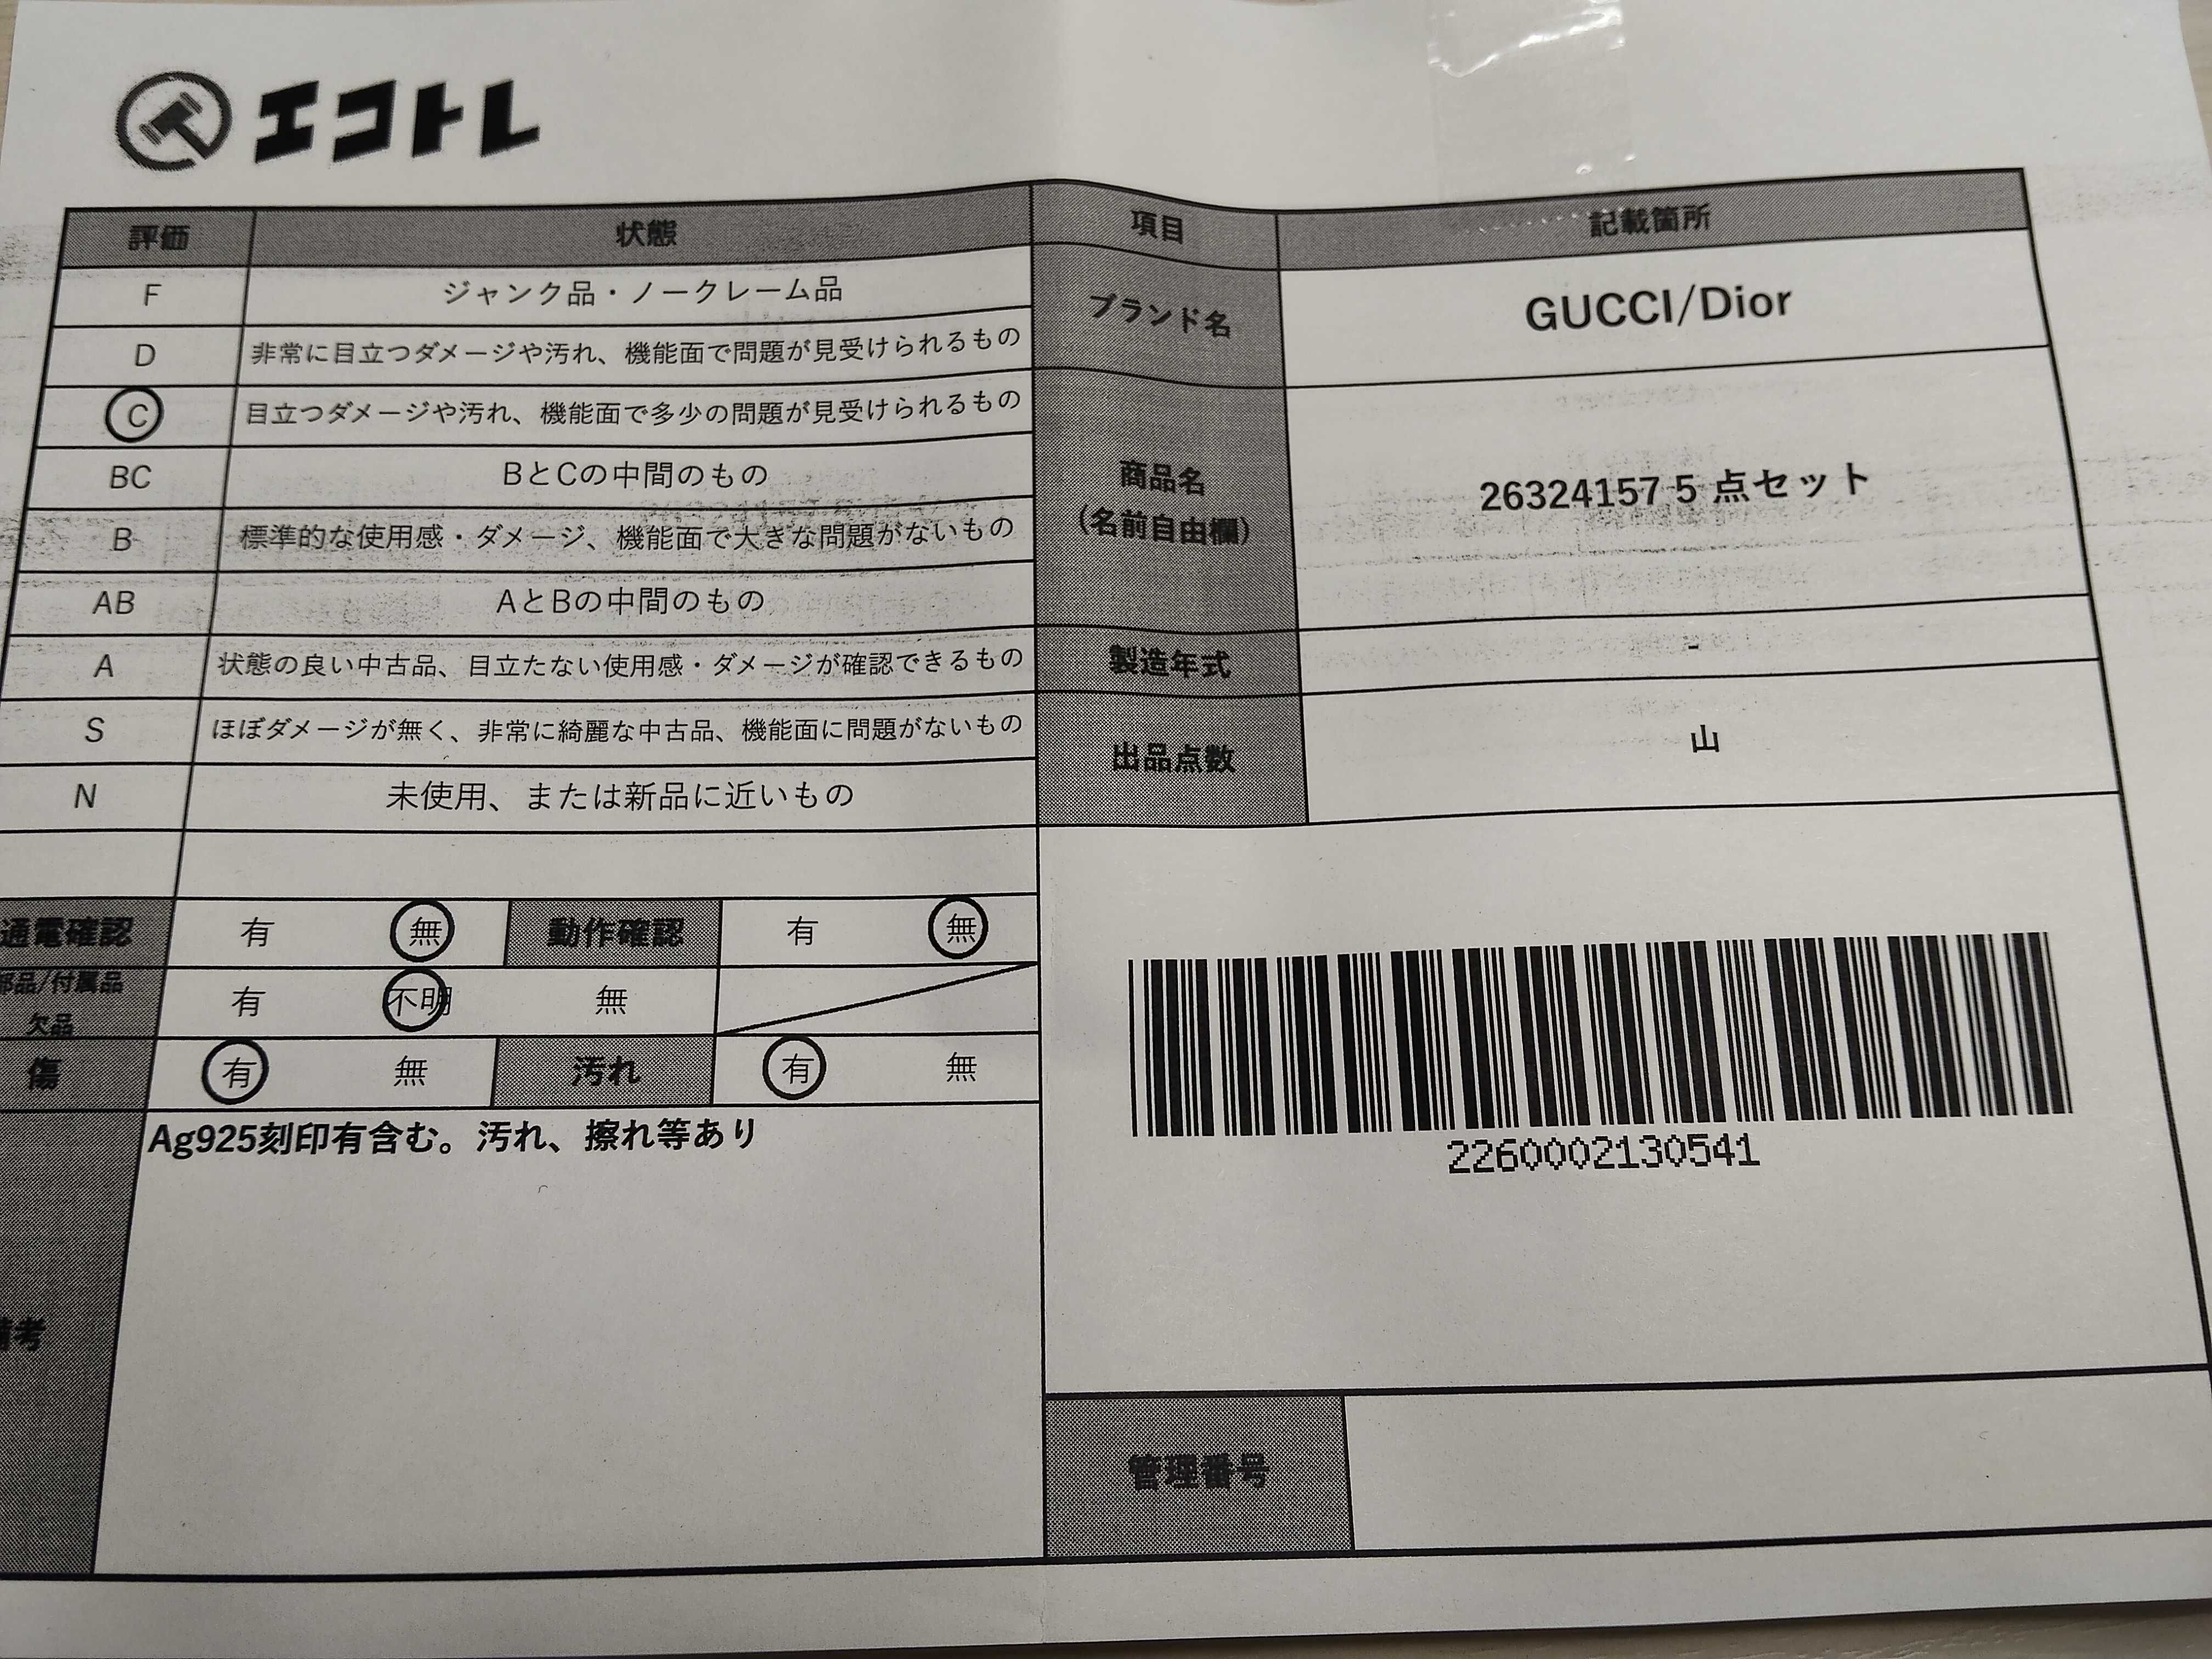 エコトレ
評価 状態
F ジャンク品・ノークレーム品
D 非常に目立つダメージや汚れ、機能面で問題が見受けられるもの
C 目立つダメージや汚れ、機能面で多少の問題が見受けられるもの
BC BとCの中間のもの
B 標準的な使用感・ダメージ、機能面で大きな問題がないもの
AB AとBの中間のもの
A 状態の良い中古品、目立たない使用感・ダメージが確認できるもの
S ほぼダメージが無く、非常に綺麗な中古品、機能面に問題がないもの
N 未使用、または新品に近いもの
通電確認 有 無 動作確認 有 無
部品/付属品
欠品 有 不明 無
傷 有 無 汚れ 有 無
備考 Ag925刻印有含む。汚れ、擦れ等あり
項目 記載箇所
ブランド名 GUCCI/Dior
商品名
(名前自由欄) 26324157 5 点セット
製造年式 -
出品点数 山
2260002130541
管理番号